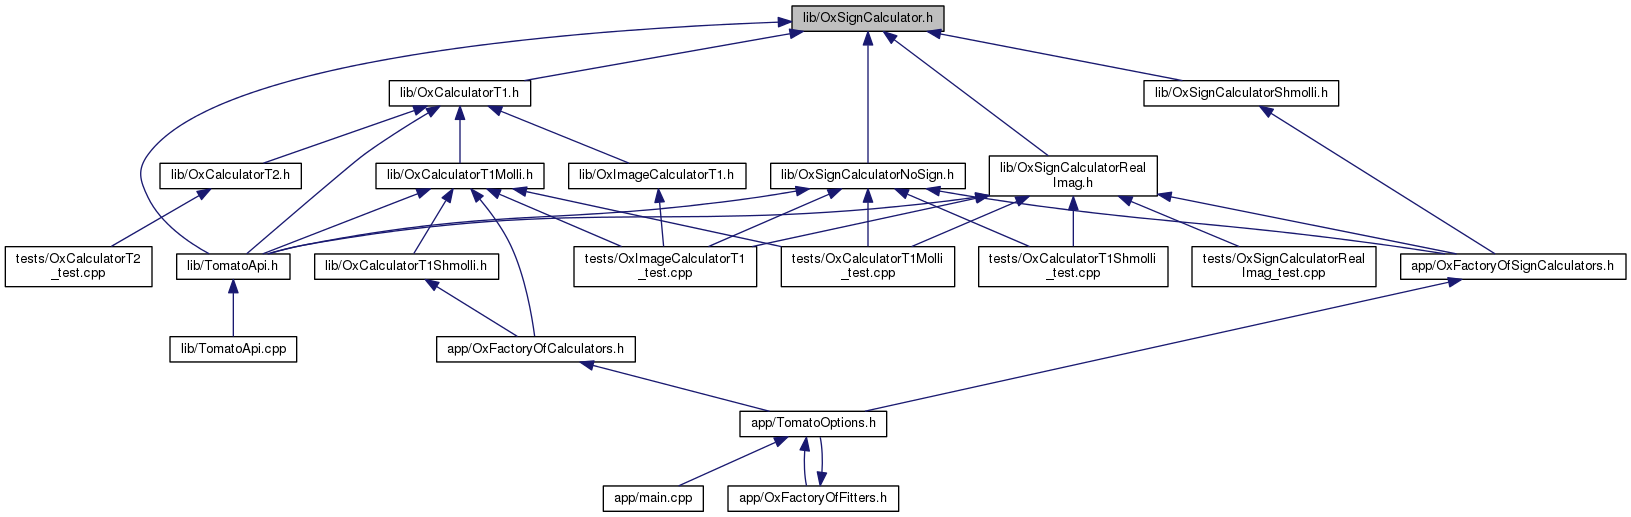 lib/OxSignCalculator.h
lib/OxCalculatorT1.h
lib/OxSignCalculatorShmolli.h
lib/OxCalculatorT2.h
lib/OxCalculatorT1Molli.h
lib/OxImageCalculatorT1.h
lib/OxSignCalculatorNoSign.h
lib/OxSignCalculatorReal
Imag.h
tests/OxCalculatorT2
_test.cpp
lib/TomatoApi.h
lib/OxCalculatorT1Shmolli.h
tests/OxImageCalculatorT1
_test.cpp
tests/OxCalculatorT1Molli
_test.cpp
tests/OxCalculatorT1Shmolli
_test.cpp
tests/OxSignCalculatorReal
Imag_test.cpp
app/OxFactoryOfSignCalculators.h
lib/TomatoApi.cpp
app/OxFactoryOfCalculators.h
app/TomatoOptions.h
app/main.cpp
app/OxFactoryOfFitters.h